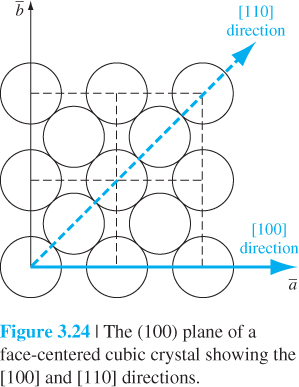 b̅
[110]
direction
[100]
direction
a̅
Figure 3.24 | The (100) plane of a
face-centered cubic crystal showing the
[100] and [110] directions.